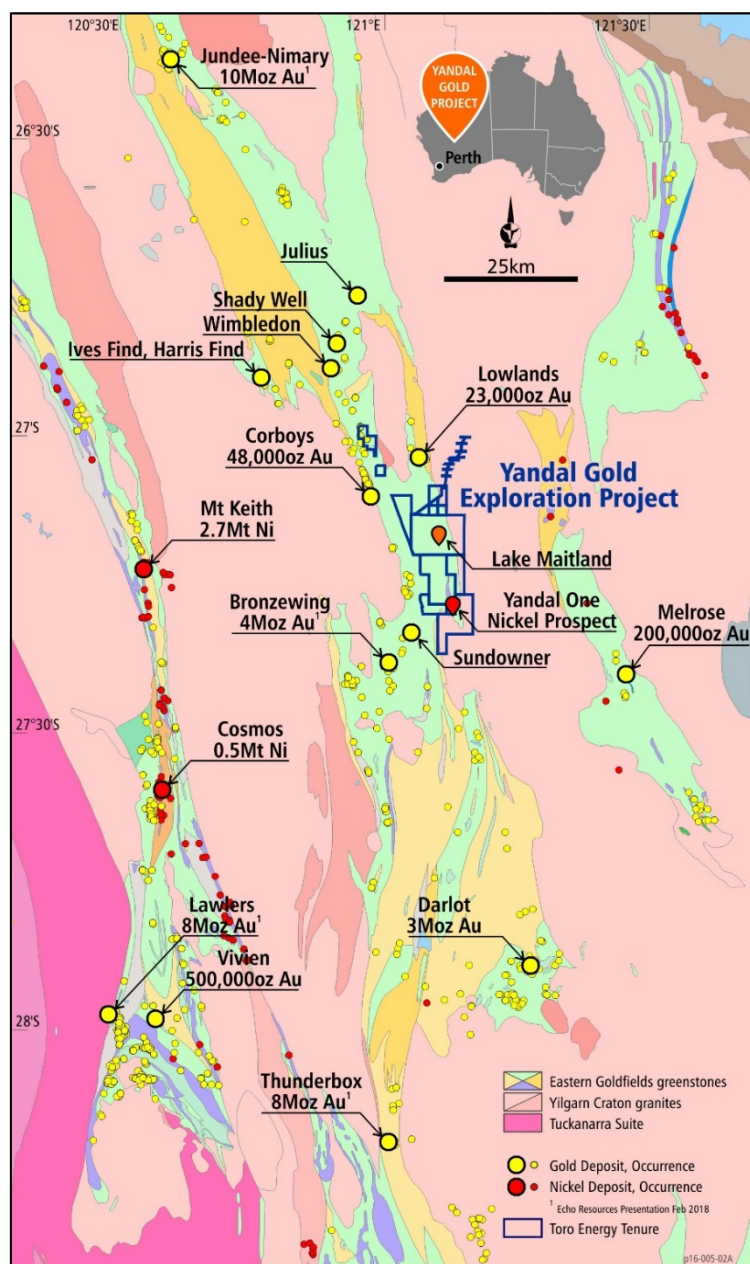 120°30'E
121°E
121°30'E
Jundee-Nimary
10Moz Au¹
YANDAL
GOLD
PROJECT
26°30'S
Perth
25km
Julius
Shady Well
Wimbledon
Ives Find, Harris Find
Lowlands
23,000oz Au
27°S
Corboys
48,000oz Au
Yandal Gold
Exploration Project
Mt Keith
2.7Mt Ni
Lake Maitland
Bronzewing
4Moz Au¹
Yandal One
Nickel Prospect
Melrose
200,000oz Au
Sundowner
27°30'S
Cosmos
0.5Mt Ni
Lawlers
8Moz Au¹
Darlot
3Moz Au
Vivien
500,000oz Au
28°S
Thunderbox
8Moz Au¹
Eastern Goldfields greenstones
Yilgarn Craton granites
Tuckanarra Suite
Gold Deposit, Occurrence
Nickel Deposit, Occurrence
¹ Echo Resources Presentation Feb 2018
Toro Energy Tenure
p16-005-02A